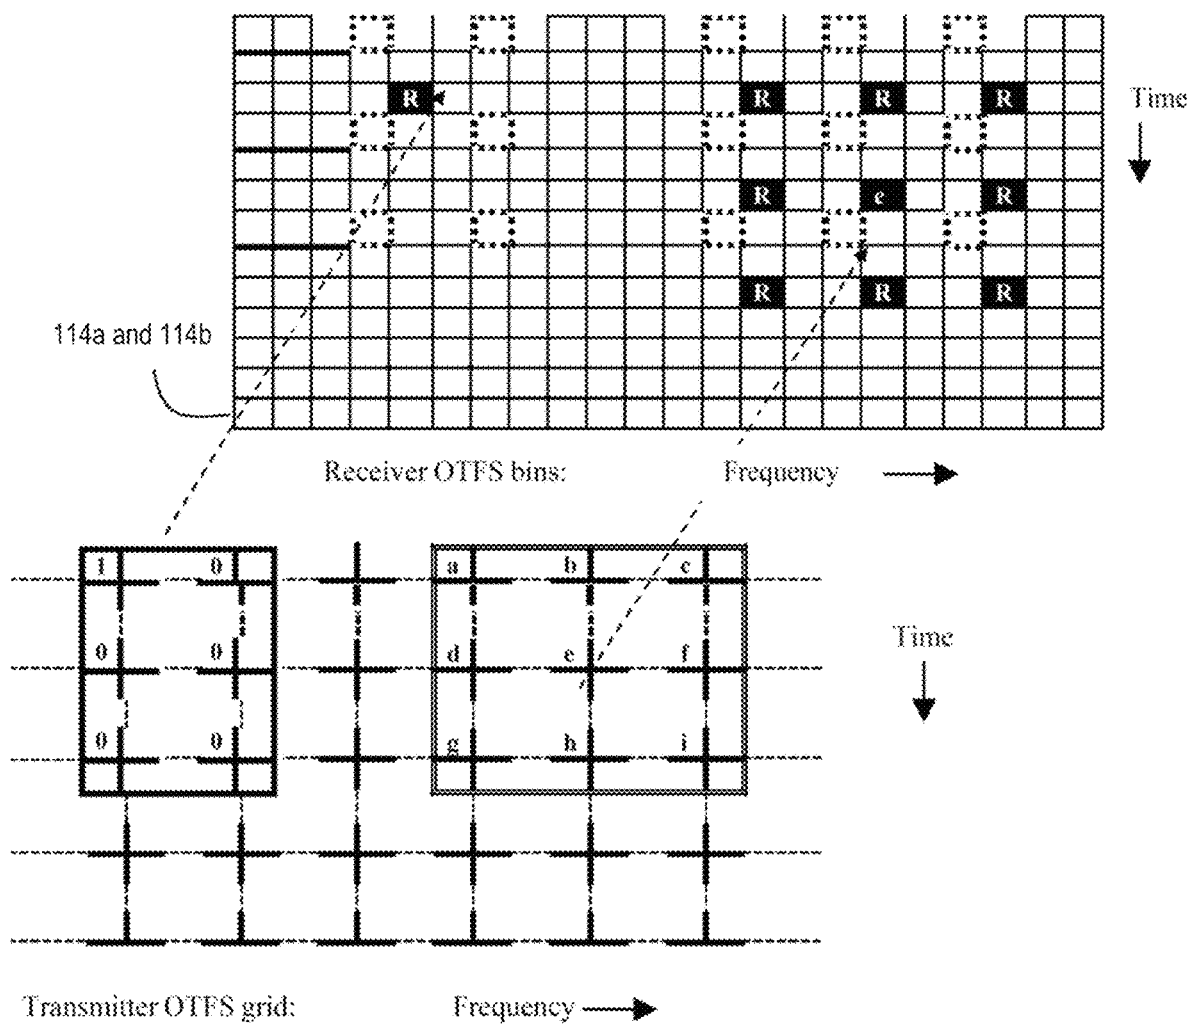 R R R R
Time
R e R
R R R
114a and 114b
Receiver OTFS bins: Frequency
1 0 a b c
0 0 d e f
Time
0 0 g h i
Transmitter OTFS grid: Frequency